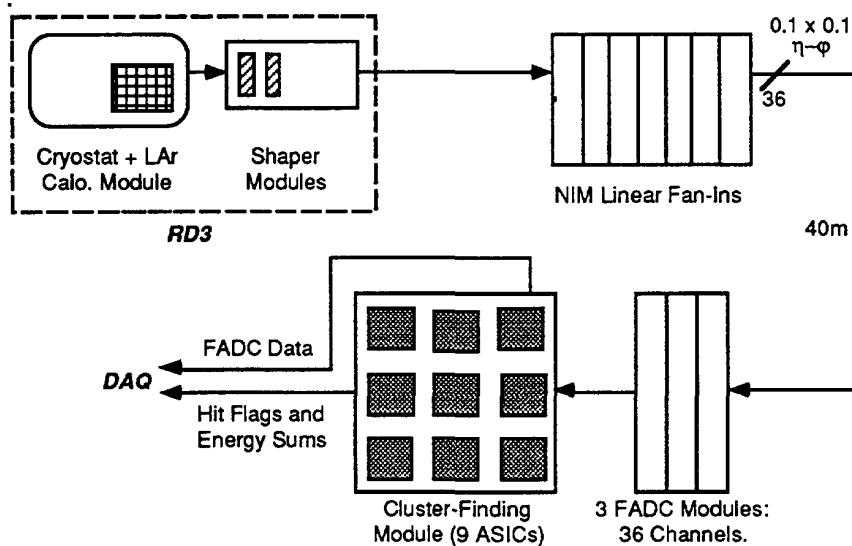 0.1 x 0.1
η–φ
36
Cryostat + LAr
Calo. Module
Shaper
Modules
NIM Linear Fan-Ins
RD3
40m
FADC Data
DAQ
Hit Flags and
Energy Sums
Cluster-Finding
Module (9 ASICs)
3 FADC Modules:
36 Channels.